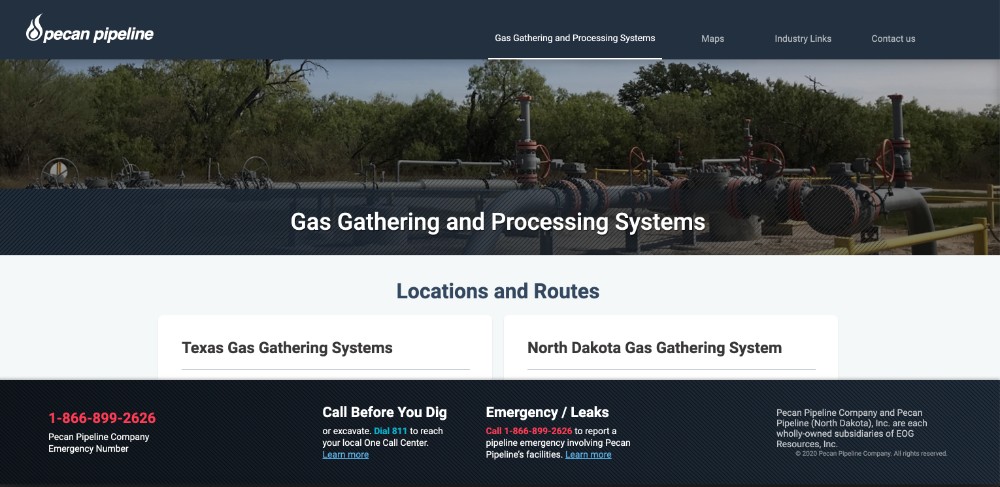 pecan pipeline
Gas Gathering and Processing Systems
Maps
Industry Links
Contact us
Gas Gathering and Processing Systems
Locations and Routes
Texas Gas Gathering Systems
North Dakota Gas Gathering System
1-866-899-2626
Pecan Pipeline Company
Emergency Number
Call Before You Dig
or excavate. Dial 811 to reach
your local One Call Center.
Learn more
Emergency / Leaks
Call 1-866-899-2626 to report a
pipeline emergency involving Pecan
Pipeline's facilities. Learn more
Pecan Pipeline Company and Pecan
Pipeline (North Dakota), Inc. are each
wholly-owned subsidiaries of EOG
Resources, Inc.
© 2020 Pecan Pipeline Company. All rights reserved.